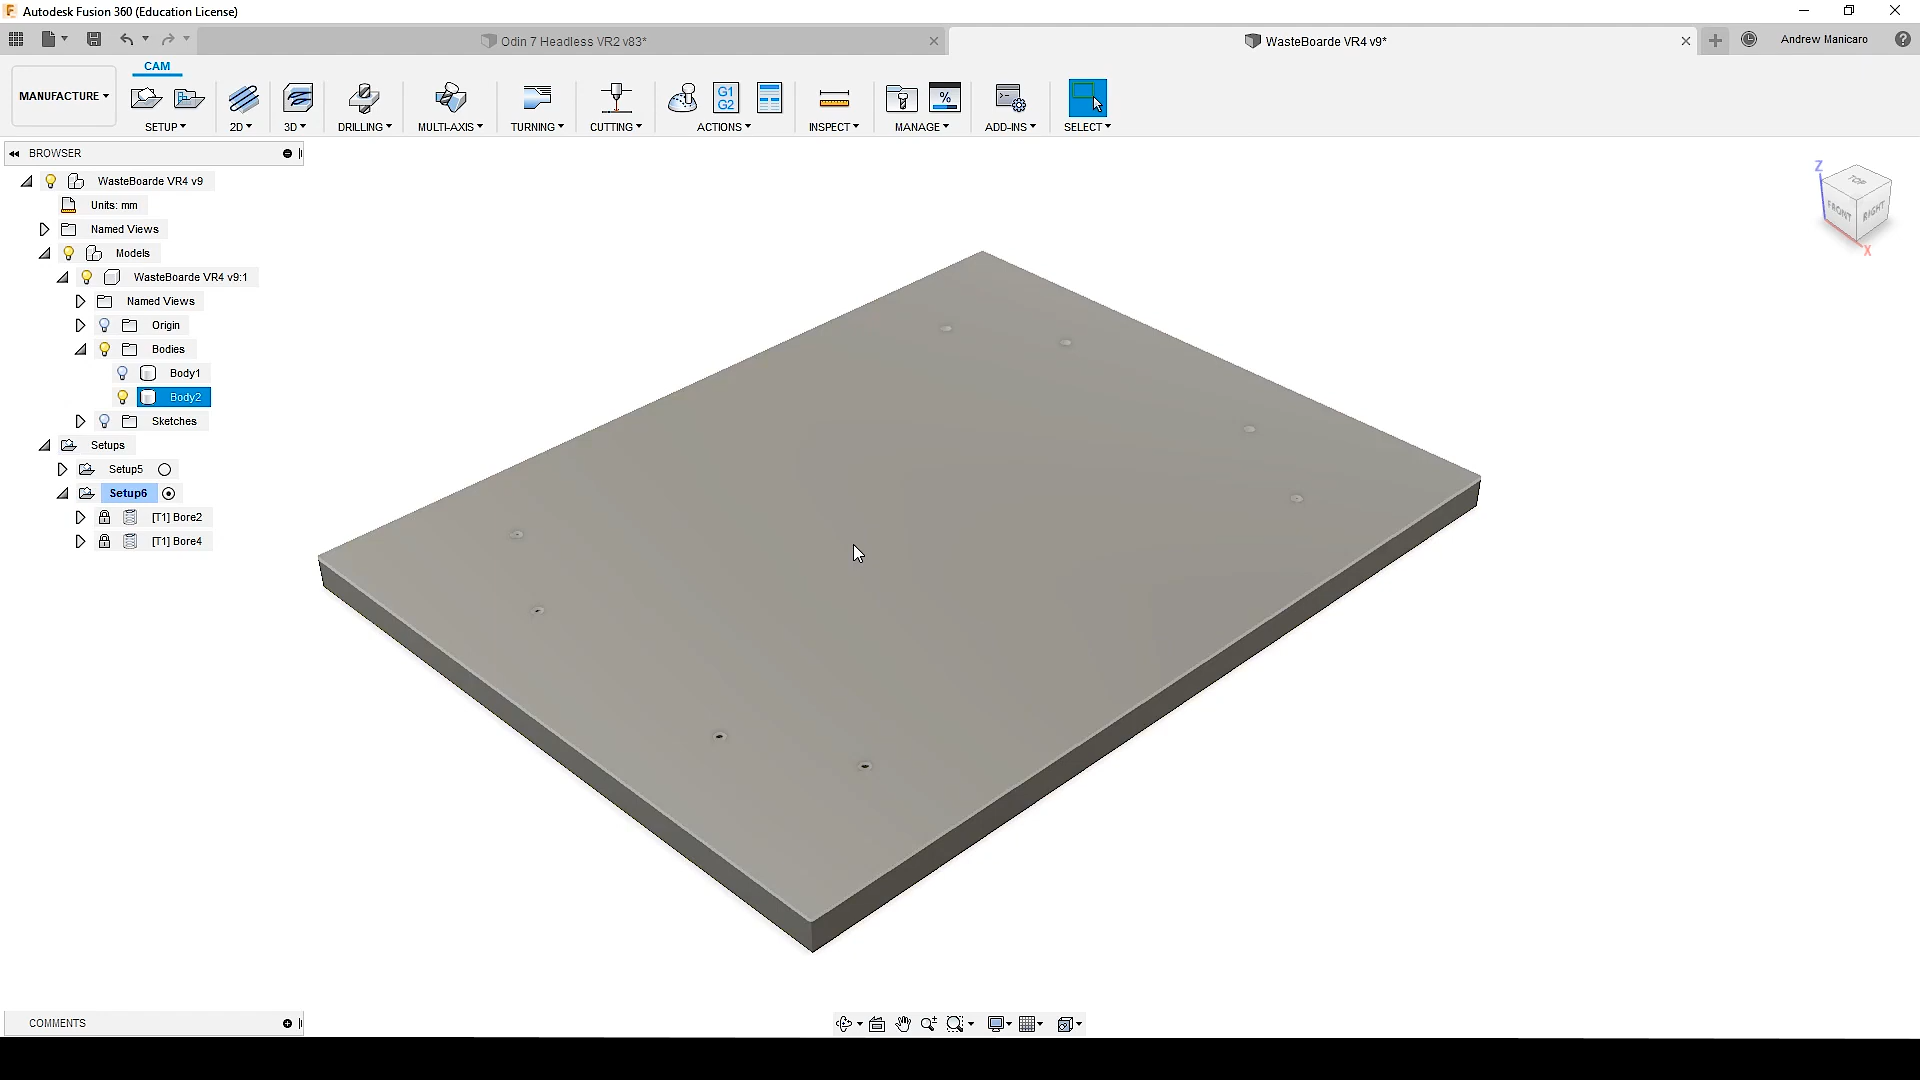 Autodesk Fusion 360 (Education License)
Odin 7 Headless VR2 v83*
WasteBoarde VR4 v9*
Andrew Manicaro
CAM
MANUFACTURE
G1
G2
%
SETUP
2D
3D
DRILLING
MULTI-AXIS
TURNING
CUTTING
ACTIONS
INSPECT
MANAGE
ADD-INS
SELECT
BROWSER
WasteBoarde VR4 v9
Units: mm
Named Views
Models
WasteBoarde VR4 v9:1
Named Views
Origin
Bodies
Body1
Body2
Sketches
Setups
Setup5
Setup6
[T1] Bore2
[T1] Bore4
Z
TOP
FRONT
RIGHT
X
COMMENTS